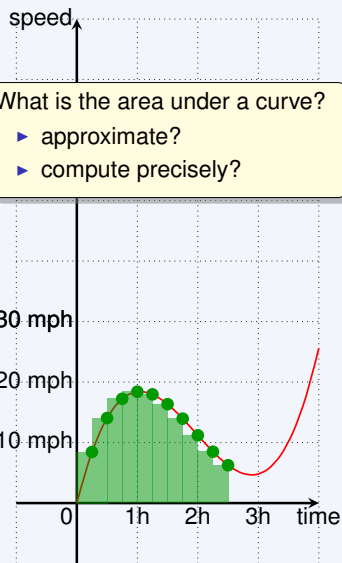 speed
What is the area under a curve?
► approximate?
► compute precisely?
30 mph
20 mph
10 mph
0 1h 2h 3h time